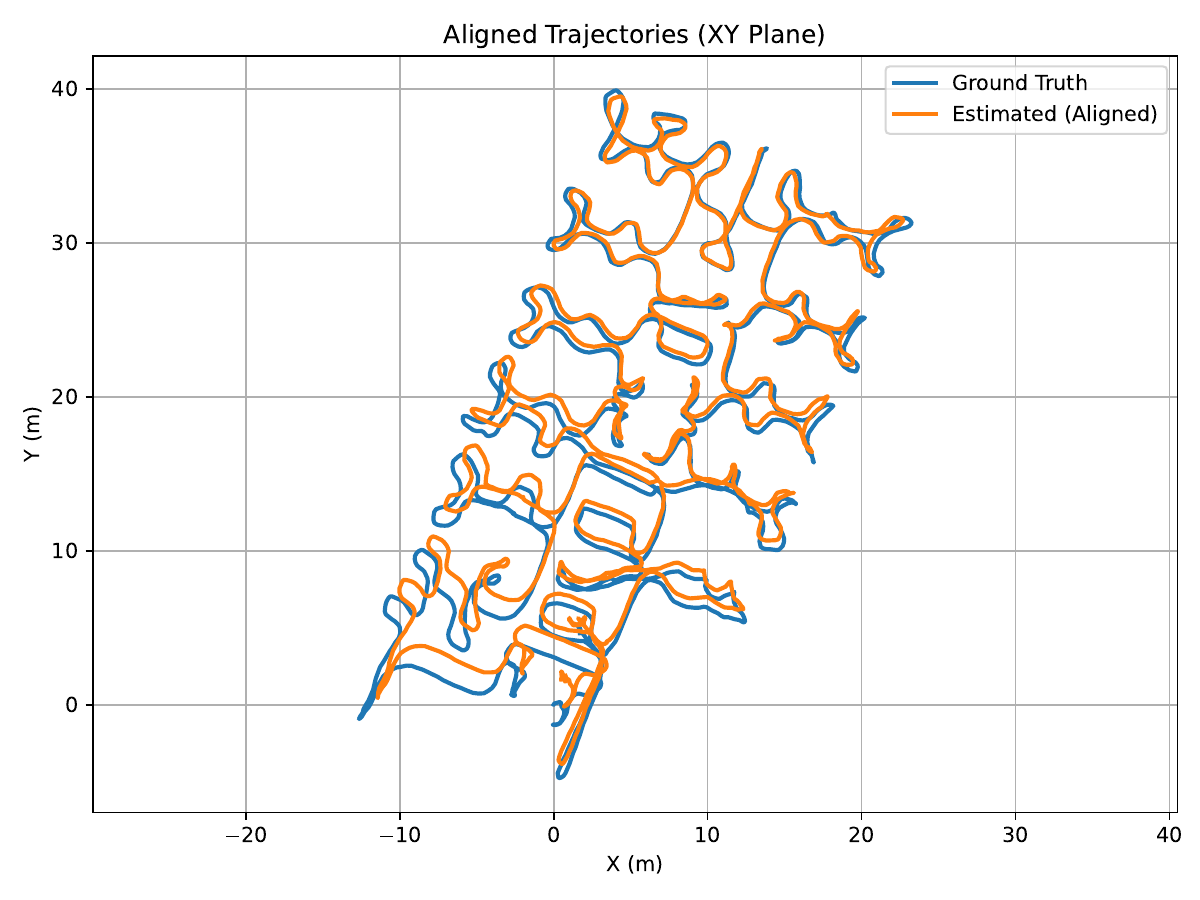 Aligned Trajectories (XY Plane)
Ground Truth
Estimated (Aligned)
40
30
20
10
0
Y (m)
−20 −10 0 10 20 30 40
X (m)